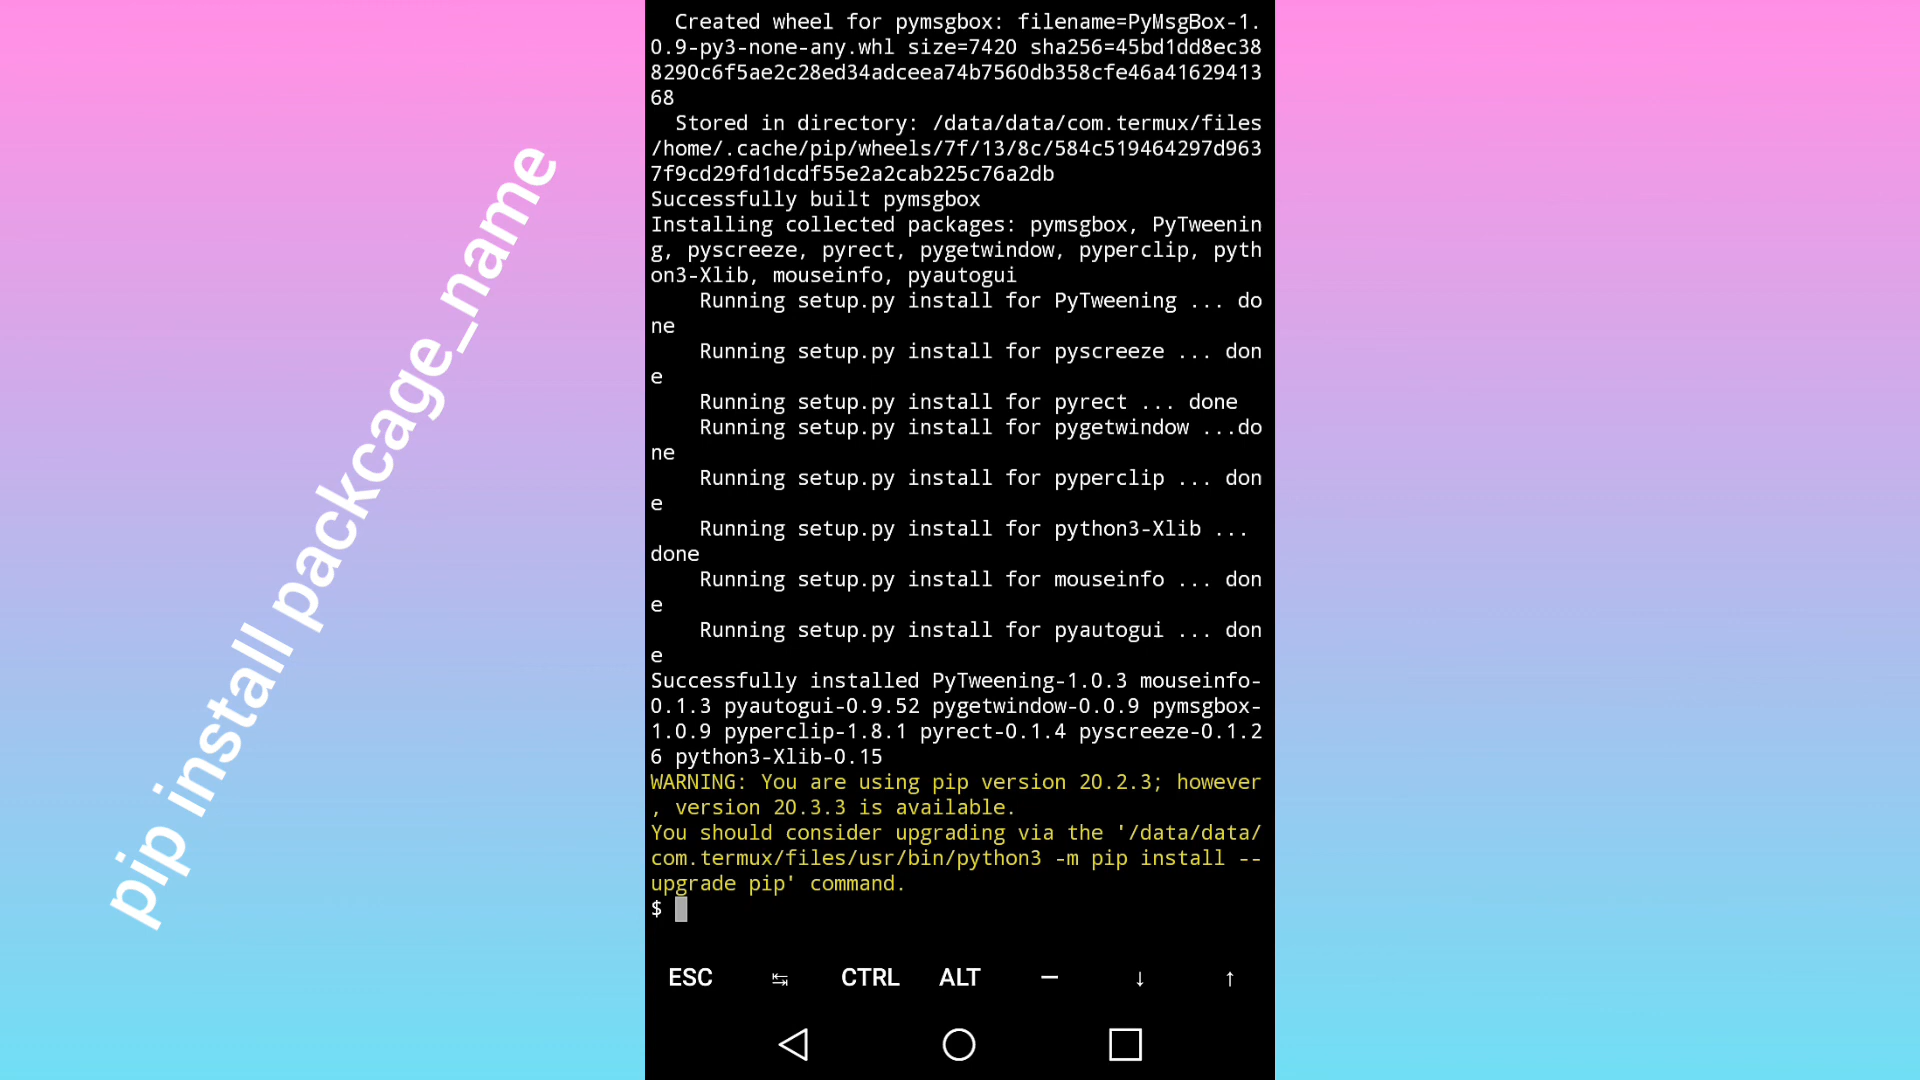 pip install packcage_name
Created wheel for pymsgbox: filename=PyMsgBox-1.
0.9-py3-none-any.whl size=7420 sha256=45bd1dd8ec38
8290c6f5ae2c28ed34adceea74b7560db358cfe46a41629413
68
Stored in directory: /data/data/com.termux/files
/home/.cache/pip/wheels/7f/13/8c/584c519464297d963
7f9cd29fd1dcdf55e2a2cab225c76a2db
Successfully built pymsgbox
Installing collected packages: pymsgbox, PyTweenin
g, pyscreeze, pyrect, pygetwindow, pyperclip, pyth
on3-Xlib, mouseinfo, pyautogui
Running setup.py install for PyTweening ... do
ne
Running setup.py install for pyscreeze ... don
e
Running setup.py install for pyrect ... done
Running setup.py install for pygetwindow ...do
ne
Running setup.py install for pyperclip ... don
e
Running setup.py install for python3-Xlib ...
done
Running setup.py install for mouseinfo ... don
e
Running setup.py install for pyautogui ... don
e
Successfully installed PyTweening-1.0.3 mouseinfo-
0.1.3 pyautogui-0.9.52 pygetwindow-0.0.9 pymsgbox-
1.0.9 pyperclip-1.8.1 pyrect-0.1.4 pyscreeze-0.1.2
6 python3-Xlib-0.15
WARNING: You are using pip version 20.2.3; however
, version 20.3.3 is available.
You should consider upgrading via the '/data/data/
com.termux/files/usr/bin/python3 -m pip install --
upgrade pip' command.
$
ESC ↹ CTRL ALT — ↓ ↑